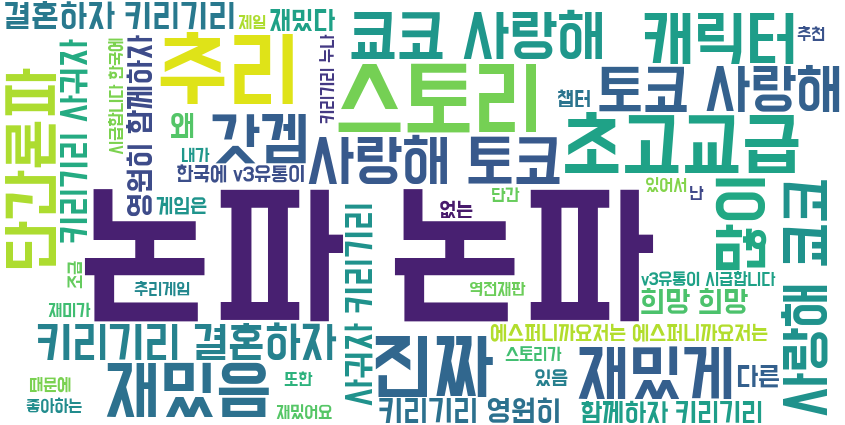 결혼하자 키리기리
제일
재밌다
쿄코 사랑해
캐릭터
추천
추리
스토리
챕터
토코 사랑해
단간론파
키리기리 사귀자
시급합니다 한국에
영원히 함께하자
왜
갓겜
키리기리 누나
사랑해 토코
초고교급
내가
한국에 v3유통이
게임은
논파 논파
없는
단간
있어서
난
많이
사랑해 쿄코
조금
추리게임
역전재판
v3유통이 시급합니다
재미가
희망 희망
키리기리 결혼하자
사귀자 키리기리
진짜
에스퍼니까요저는 에스퍼니까요저는
스토리가
재밌게
다른
때문에
재밌음
또한
있음
좋아하는
재밌어요
키리기리 영원히
함께하자 키리기리